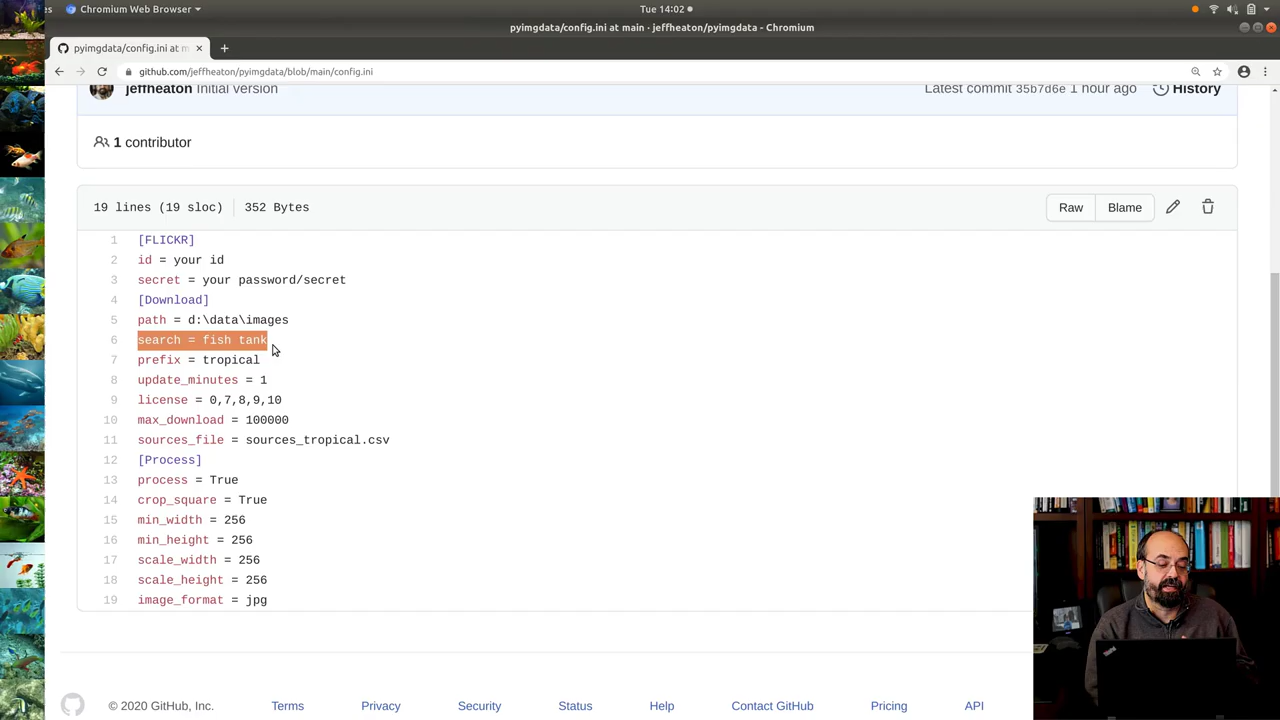 es
Chromium Web Browser
Tue 14:02
pyimgdata/config.ini at main · jeffheaton/pyimgdata - Chromium
pyimgdata/config.ini at m
github.com/jeffheaton/pyimgdata/blob/main/config.ini
jeffheaton Initial version
Latest commit 35b7d6e 1 hour ago
History
1 contributor
19 lines (19 sloc)
352 Bytes
Raw
Blame
1 [FLICKR]
2 id = your id
3 secret = your password/secret
4 [Download]
5 path = d:\data\images
6 search = fish tank
7 prefix = tropical
8 update_minutes = 1
9 license = 0,7,8,9,10
10 max_download = 100000
11 sources_file = sources_tropical.csv
12 [Process]
13 process = True
14 crop_square = True
15 min_width = 256
16 min_height = 256
17 scale_width = 256
18 scale_height = 256
19 image_format = jpg
© 2020 GitHub, Inc.
Terms
Privacy
Security
Status
Help
Contact GitHub
Pricing
API